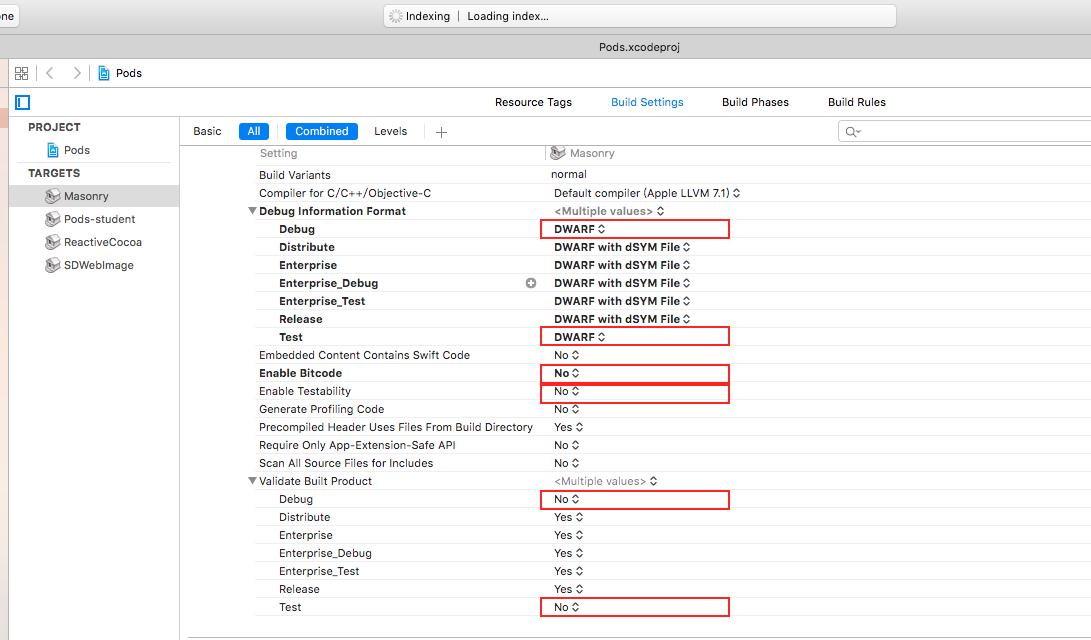 one
Indexing | Loading index...
Pods.xcodeproj
Pods
Resource Tags Build Settings Build Phases Build Rules
PROJECT
Pods
TARGETS
Masonry
Pods-student
ReactiveCocoa
SDWebImage
Basic All Combined Levels +
Setting Masonry
Build Variants normal
Compiler for C/C++/Objective-C Default compiler (Apple LLVM 7.1)
Debug Information Format <Multiple values>
Debug DWARF
Distribute DWARF with dSYM File
Enterprise DWARF with dSYM File
Enterprise_Debug DWARF with dSYM File
Enterprise_Test DWARF with dSYM File
Release DWARF with dSYM File
Test DWARF
Embedded Content Contains Swift Code No
Enable Bitcode No
Enable Testability No
Generate Profiling Code No
Precompiled Header Uses Files From Build Directory Yes
Require Only App-Extension-Safe API No
Scan All Source Files for Includes No
Validate Built Product <Multiple values>
Debug No
Distribute Yes
Enterprise Yes
Enterprise_Debug Yes
Enterprise_Test Yes
Release Yes
Test No